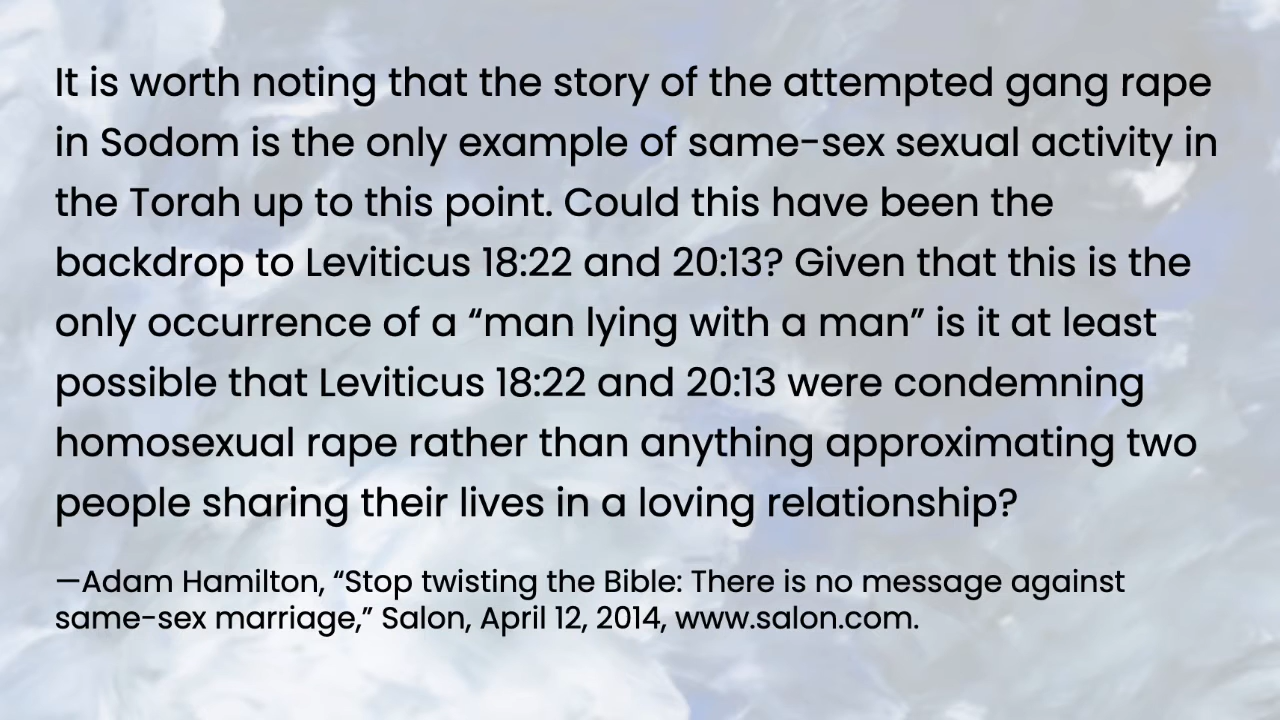 It is worth noting that the story of the attempted gang rape
in Sodom is the only example of same-sex sexual activity in
the Torah up to this point. Could this have been the
backdrop to Leviticus 18:22 and 20:13? Given that this is the
only occurrence of a “man lying with a man” is it at least
possible that Leviticus 18:22 and 20:13 were condemning
homosexual rape rather than anything approximating two
people sharing their lives in a loving relationship?
—Adam Hamilton, “Stop twisting the Bible: There is no message against
same-sex marriage,” Salon, April 12, 2014, www.salon.com.